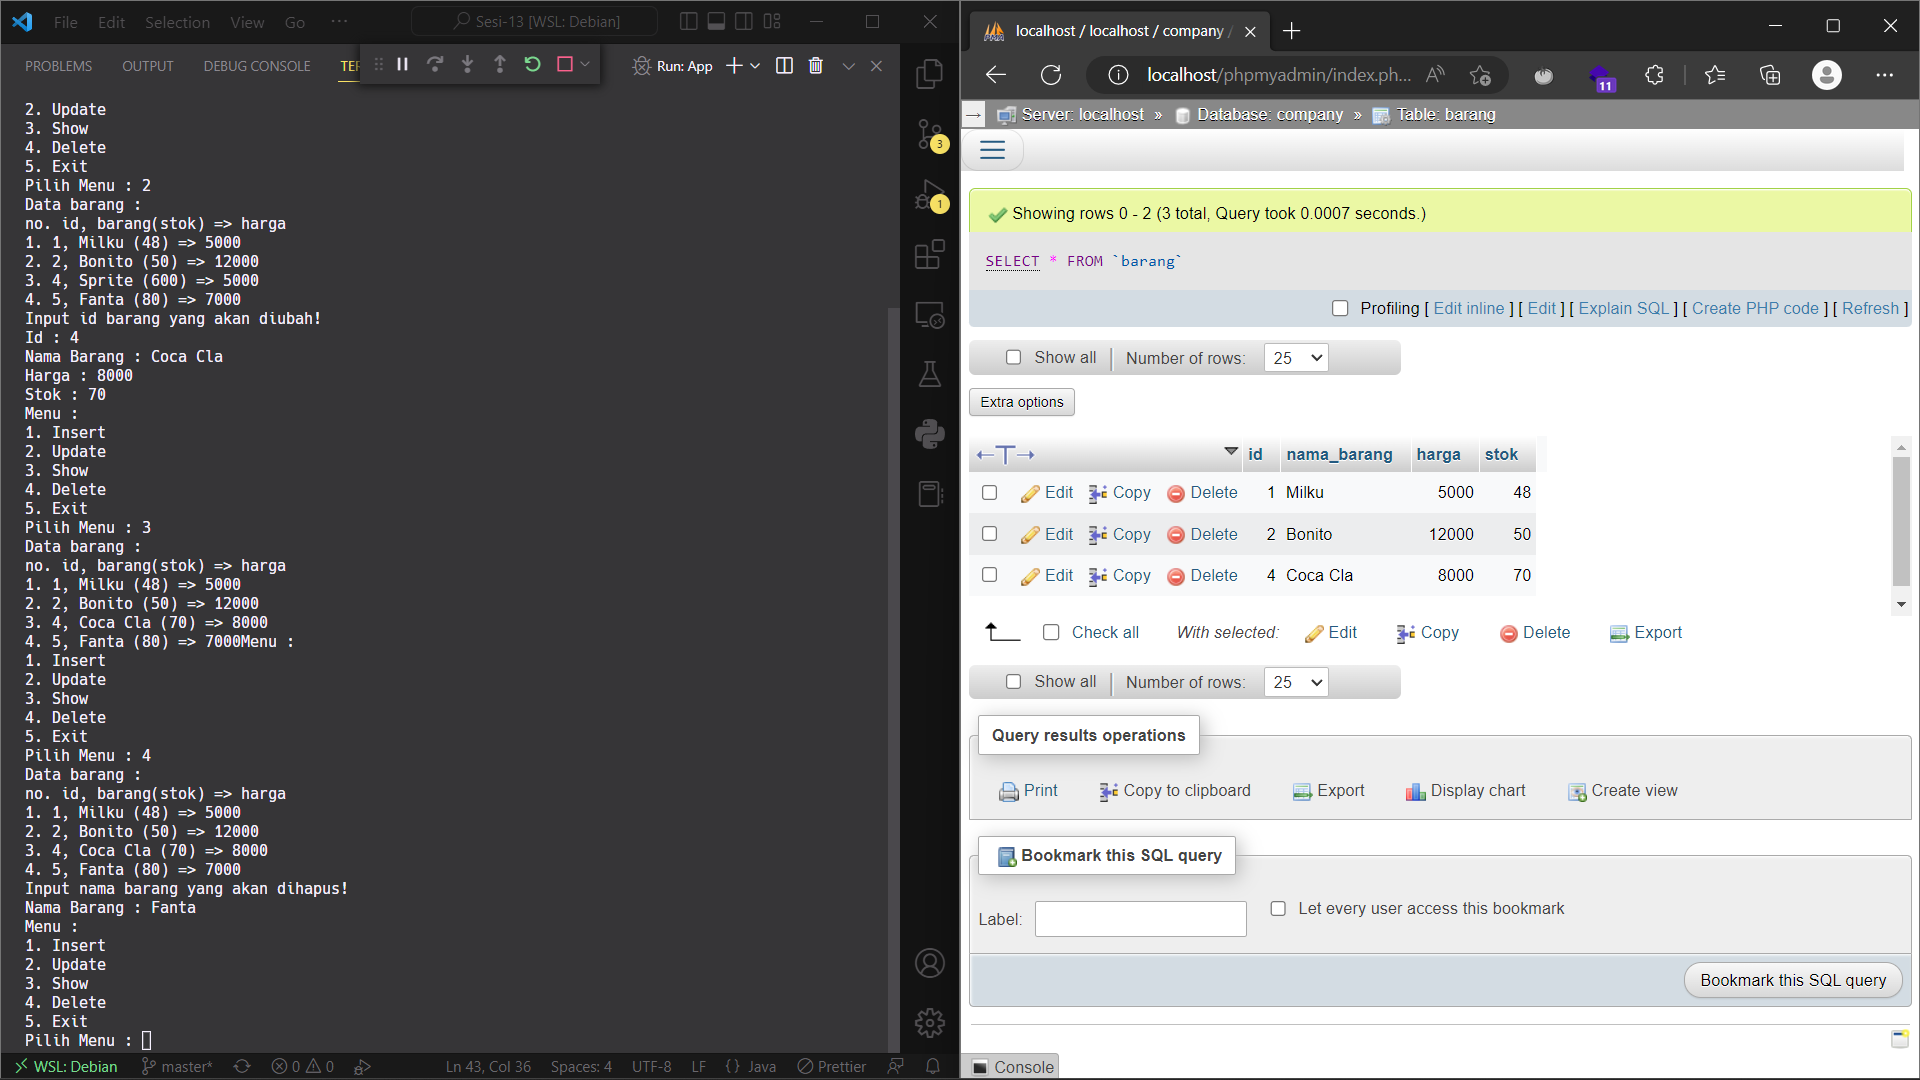 File Edit Selection View Go ··· Sesi-13 [WSL: Debian]
PROBLEMS OUTPUT DEBUG CONSOLE TER Run: App
2. Update
3. Show
4. Delete
5. Exit
Pilih Menu : 2
Data barang :
no. id, barang(stok) => harga
1. 1, Milku (48) => 5000
2. 2, Bonito (50) => 12000
3. 4, Sprite (600) => 5000
4. 5, Fanta (80) => 7000
Input id barang yang akan diubah!
Id : 4
Nama Barang : Coca Cla
Harga : 8000
Stok : 70
Menu :
1. Insert
2. Update
3. Show
4. Delete
5. Exit
Pilih Menu : 3
Data barang :
no. id, barang(stok) => harga
1. 1, Milku (48) => 5000
2. 2, Bonito (50) => 12000
3. 4, Coca Cla (70) => 8000
4. 5, Fanta (80) => 7000Menu :
1. Insert
2. Update
3. Show
4. Delete
5. Exit
Pilih Menu : 4
Data barang :
no. id, barang(stok) => harga
1. 1, Milku (48) => 5000
2. 2, Bonito (50) => 12000
3. 4, Coca Cla (70) => 8000
4. 5, Fanta (80) => 7000
Input nama barang yang akan dihapus!
Nama Barang : Fanta
Menu :
1. Insert
2. Update
3. Show
4. Delete
5. Exit
Pilih Menu :
3
1
WSL: Debian master* 0 0 Ln 43, Col 36 Spaces: 4 UTF-8 LF {} Java Prettier
localhost / localhost / company /
localhost/phpmyadmin/index.ph... 11
Server: localhost » Database: company » Table: barang
Showing rows 0 - 2 (3 total, Query took 0.0007 seconds.)
SELECT * FROM `barang`
Profiling [ Edit inline ] [ Edit ] [ Explain SQL ] [ Create PHP code ] [ Refresh ]
Show all Number of rows: 25
Extra options
←T→ id nama_barang harga stok
Edit Copy Delete 1 Milku 5000 48
Edit Copy Delete 2 Bonito 12000 50
Edit Copy Delete 4 Coca Cla 8000 70
Check all With selected: Edit Copy Delete Export
Show all Number of rows: 25
Query results operations
Print Copy to clipboard Export Display chart Create view
Bookmark this SQL query
Label: Let every user access this bookmark
Bookmark this SQL query
Console